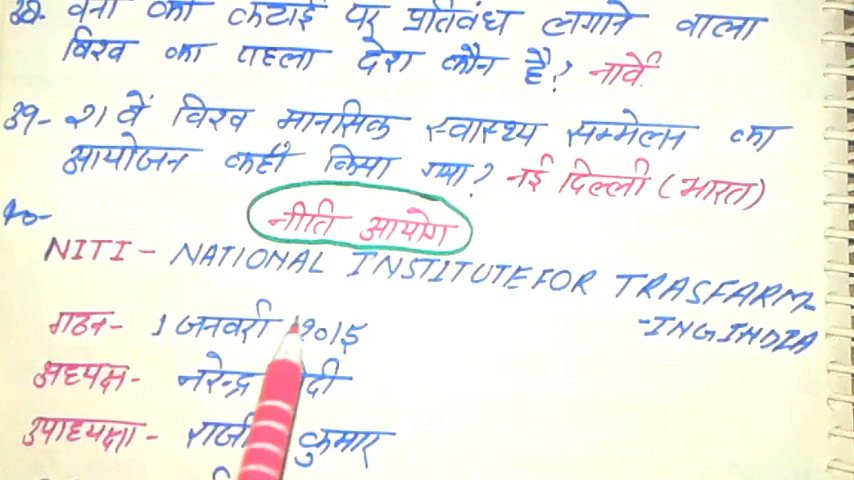 38- वनों की कटाई पर प्रतिबंध लगाने वाला
विश्व का पहला देश कौन है? नार्वे
39- 21 वें विश्व मानसिक स्वास्थ्य सम्मेलन का
आयोजन कहाँ किया गया? नई दिल्ली (भारत)
40-
नीति आयोग
NITI - NATIONAL INSTITUTE FOR TRASFARM-
-ING INDIA
गठन- 1 जनवरी 2015
अध्यक्ष- नरेन्द्र
उपाध्यक्ष- कुमार